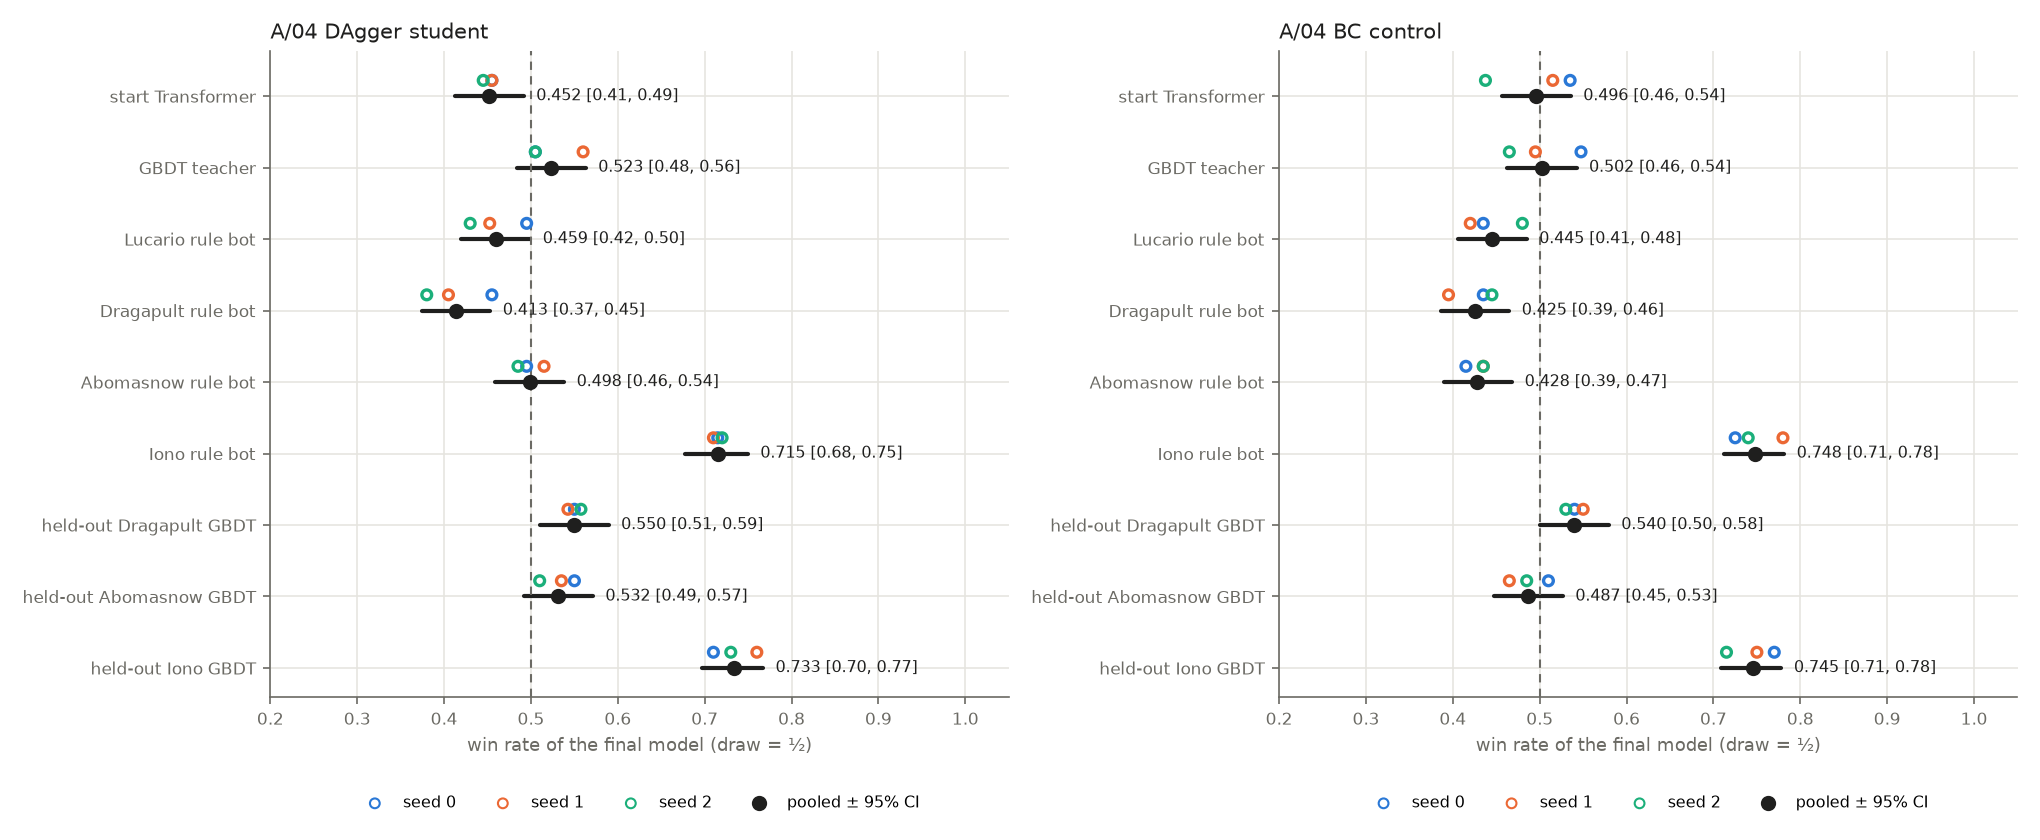 A/04 DAgger student
start Transformer
0.452 [0.41, 0.49]
GBDT teacher
0.523 [0.48, 0.56]
Lucario rule bot
0.459 [0.42, 0.50]
Dragapult rule bot
0.413 [0.37, 0.45]
Abomasnow rule bot
0.498 [0.46, 0.54]
Iono rule bot
0.715 [0.68, 0.75]
held-out Dragapult GBDT
0.550 [0.51, 0.59]
held-out Abomasnow GBDT
0.532 [0.49, 0.57]
held-out Iono GBDT
0.733 [0.70, 0.77]
0.2 0.3 0.4 0.5 0.6 0.7 0.8 0.9 1.0
win rate of the final model (draw = ½)
seed 0 seed 1 seed 2 pooled ± 95% CI
A/04 BC control
start Transformer
0.496 [0.46, 0.54]
GBDT teacher
0.502 [0.46, 0.54]
Lucario rule bot
0.445 [0.41, 0.48]
Dragapult rule bot
0.425 [0.39, 0.46]
Abomasnow rule bot
0.428 [0.39, 0.47]
Iono rule bot
0.748 [0.71, 0.78]
held-out Dragapult GBDT
0.540 [0.50, 0.58]
held-out Abomasnow GBDT
0.487 [0.45, 0.53]
held-out Iono GBDT
0.745 [0.71, 0.78]
0.2 0.3 0.4 0.5 0.6 0.7 0.8 0.9 1.0
win rate of the final model (draw = ½)
seed 0 seed 1 seed 2 pooled ± 95% CI